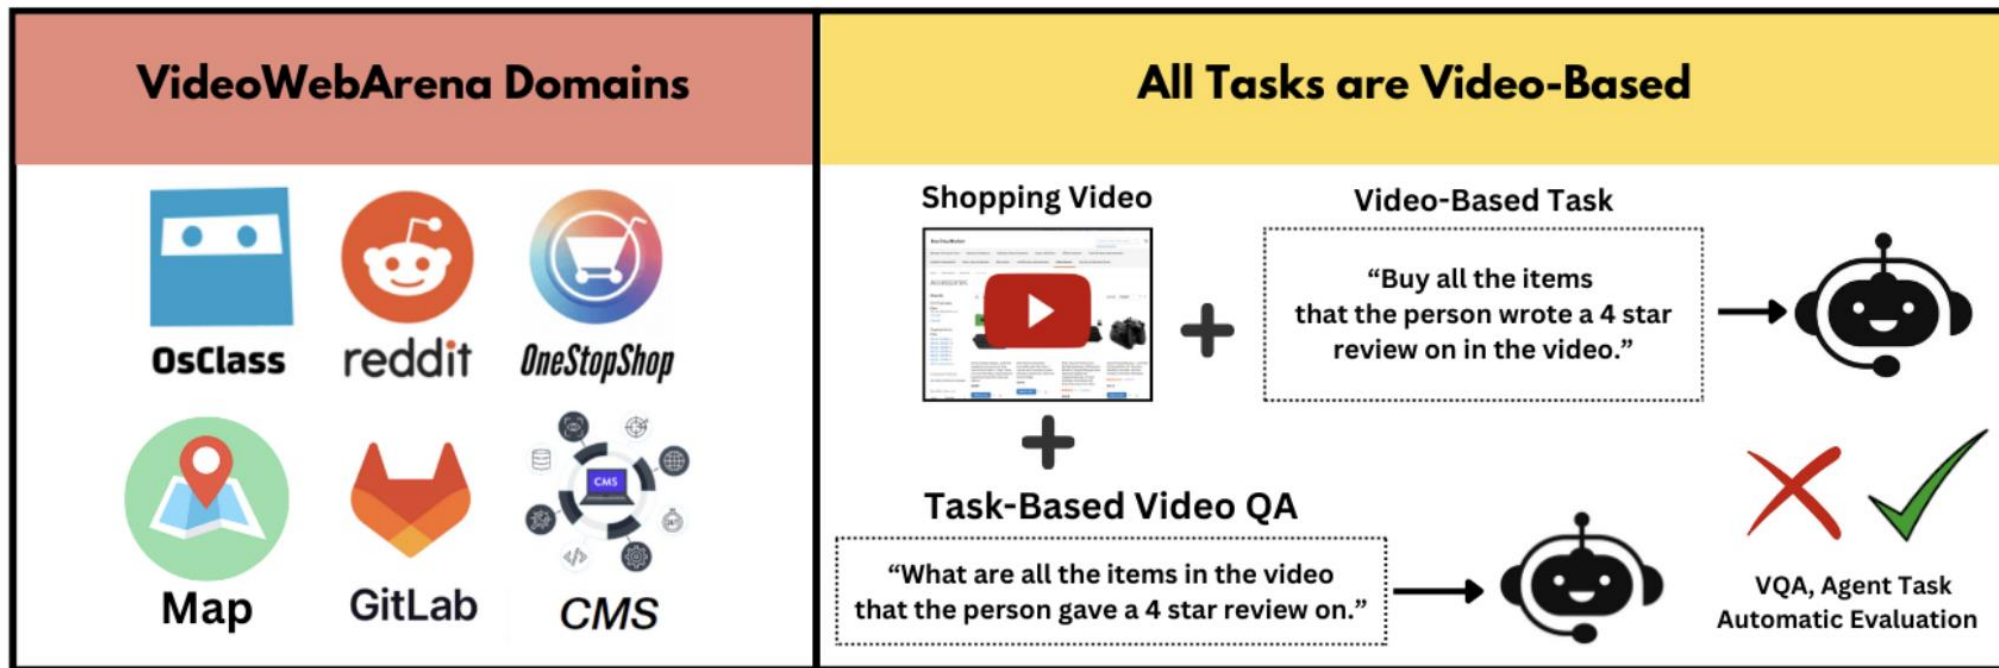 VideoWebArena Domains
OsClass
reddit
OneStopShop
Map
GitLab
CMS
CMS
All Tasks are Video-Based
Shopping Video
Video-Based Task
“Buy all the items
that the person wrote a 4 star
review on in the video.”
Task-Based Video QA
“What are all the items in the video
that the person gave a 4 star review on.”
VQA, Agent Task
Automatic Evaluation